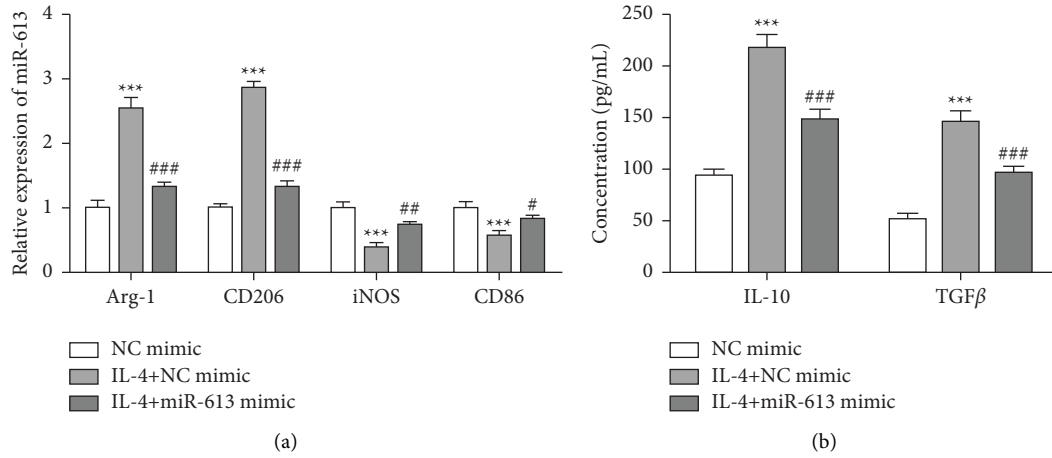 Relative expression of miR-613
4
3
2
1
0
***
###
***
###
***
##
***
#
Arg-1
CD206
iNOS
CD86
NC mimic
IL-4+NC mimic
IL-4+miR-613 mimic
(a)
Concentration (pg/mL)
250
200
150
100
50
0
***
###
***
###
IL-10
TGFβ
NC mimic
IL-4+NC mimic
IL-4+miR-613 mimic
(b)